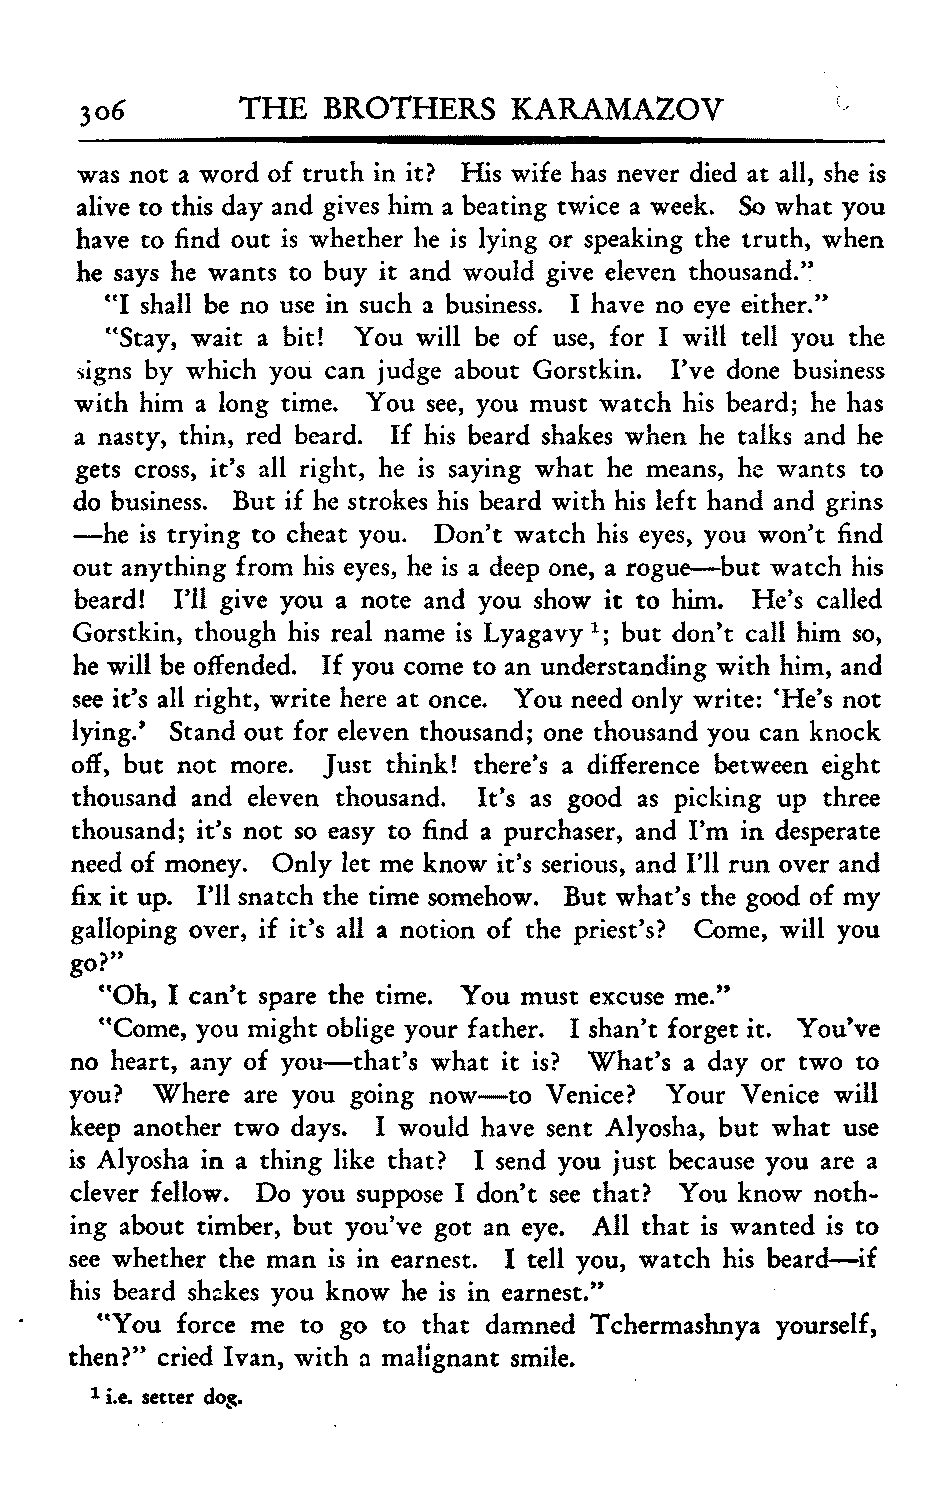 306 THE BROTHERS KARAMAZOV
was not a word of truth in it? His wife has never died at all, she is
alive to this day and gives him a beating twice a week. So what you
have to find out is whether he is lying or speaking the truth, when
he says he wants to buy it and would give eleven thousand."
"I shall be no use in such a business. I have no eye either."
"Stay, wait a bit! You will be of use, for I will tell you the
signs by which you can judge about Gorstkin. I've done business
with him a long time. You see, you must watch his beard; he has
a nasty, thin, red beard. If his beard shakes when he talks and he
gets cross, it's all right, he is saying what he means, he wants to
do business. But if he strokes his beard with his left hand and grins
—he is trying to cheat you. Don't watch his eyes, you won't find
out anything from his eyes, he is a deep one, a rogue—but watch his
beard! I'll give you a note and you show it to him. He's called
Gorstkin, though his real name is Lyagavy ¹; but don't call him so,
he will be offended. If you come to an understanding with him, and
see it's all right, write here at once. You need only write: 'He's not
lying.' Stand out for eleven thousand; one thousand you can knock
off, but not more. Just think! there's a difference between eight
thousand and eleven thousand. It's as good as picking up three
thousand; it's not so easy to find a purchaser, and I'm in desperate
need of money. Only let me know it's serious, and I'll run over and
fix it up. I'll snatch the time somehow. But what's the good of my
galloping over, if it's all a notion of the priest's? Come, will you
go?"
"Oh, I can't spare the time. You must excuse me."
"Come, you might oblige your father. I shan't forget it. You've
no heart, any of you—that's what it is? What's a day or two to
you? Where are you going now—to Venice? Your Venice will
keep another two days. I would have sent Alyosha, but what use
is Alyosha in a thing like that? I send you just because you are a
clever fellow. Do you suppose I don't see that? You know noth-
ing about timber, but you've got an eye. All that is wanted is to
see whether the man is in earnest. I tell you, watch his beard—if
his beard shakes you know he is in earnest."
"You force me to go to that damned Tchermashnya yourself,
then?" cried Ivan, with a malignant smile.
¹ i.e. setter dog.